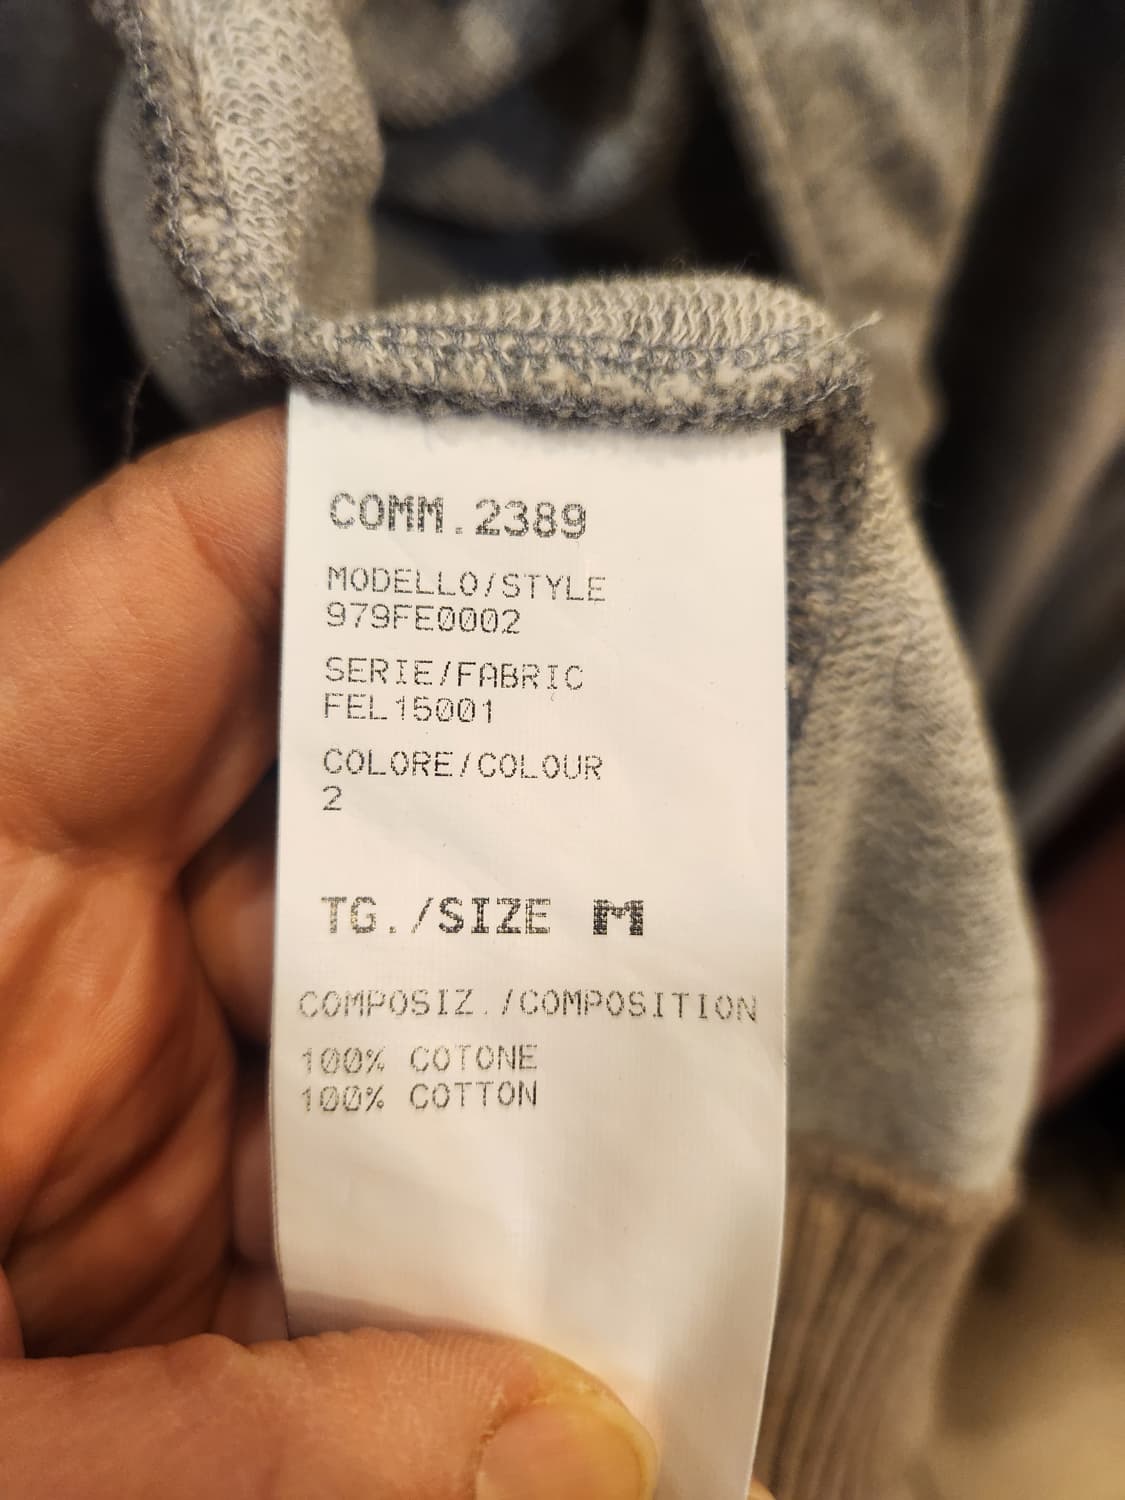 COMM.2389
MODELLO/STYLE
979FE0002
SERIE/FABRIC
FEL15001
COLORE/COLOUR
2
TG./SIZE M
COMPOSIZ./COMPOSITION
100% COTONE
100% COTTON